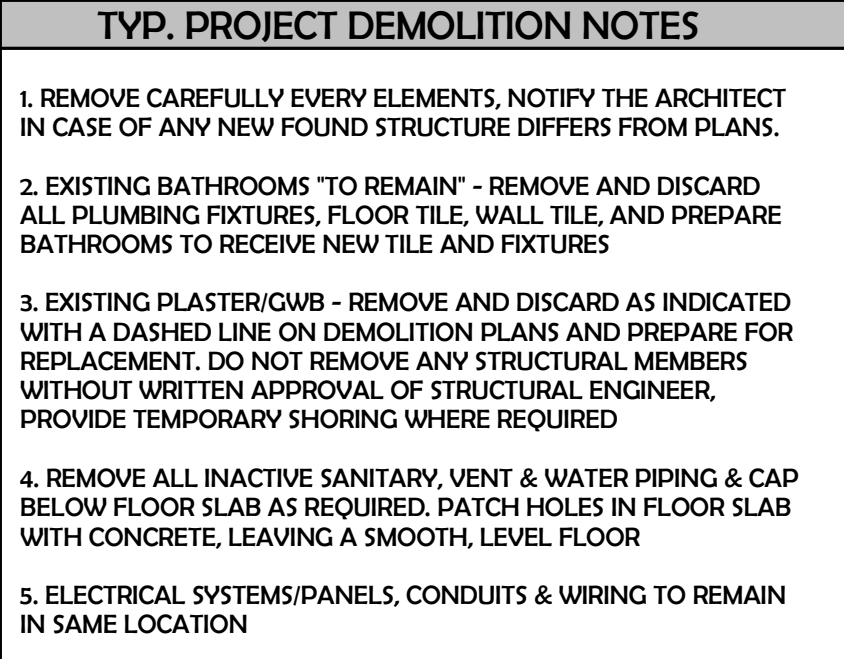 TYP. PROJECT DEMOLITION NOTES
1. REMOVE CAREFULLY EVERY ELEMENTS, NOTIFY THE ARCHITECT
IN CASE OF ANY NEW FOUND STRUCTURE DIFFERS FROM PLANS.
2. EXISTING BATHROOMS "TO REMAIN" - REMOVE AND DISCARD
ALL PLUMBING FIXTURES, FLOOR TILE, WALL TILE, AND PREPARE
BATHROOMS TO RECEIVE NEW TILE AND FIXTURES
3. EXISTING PLASTER/GWB - REMOVE AND DISCARD AS INDICATED
WITH A DASHED LINE ON DEMOLITION PLANS AND PREPARE FOR
REPLACEMENT. DO NOT REMOVE ANY STRUCTURAL MEMBERS
WITHOUT WRITTEN APPROVAL OF STRUCTURAL ENGINEER,
PROVIDE TEMPORARY SHORING WHERE REQUIRED
4. REMOVE ALL INACTIVE SANITARY, VENT & WATER PIPING & CAP
BELOW FLOOR SLAB AS REQUIRED. PATCH HOLES IN FLOOR SLAB
WITH CONCRETE, LEAVING A SMOOTH, LEVEL FLOOR
5. ELECTRICAL SYSTEMS/PANELS, CONDUITS & WIRING TO REMAIN
IN SAME LOCATION